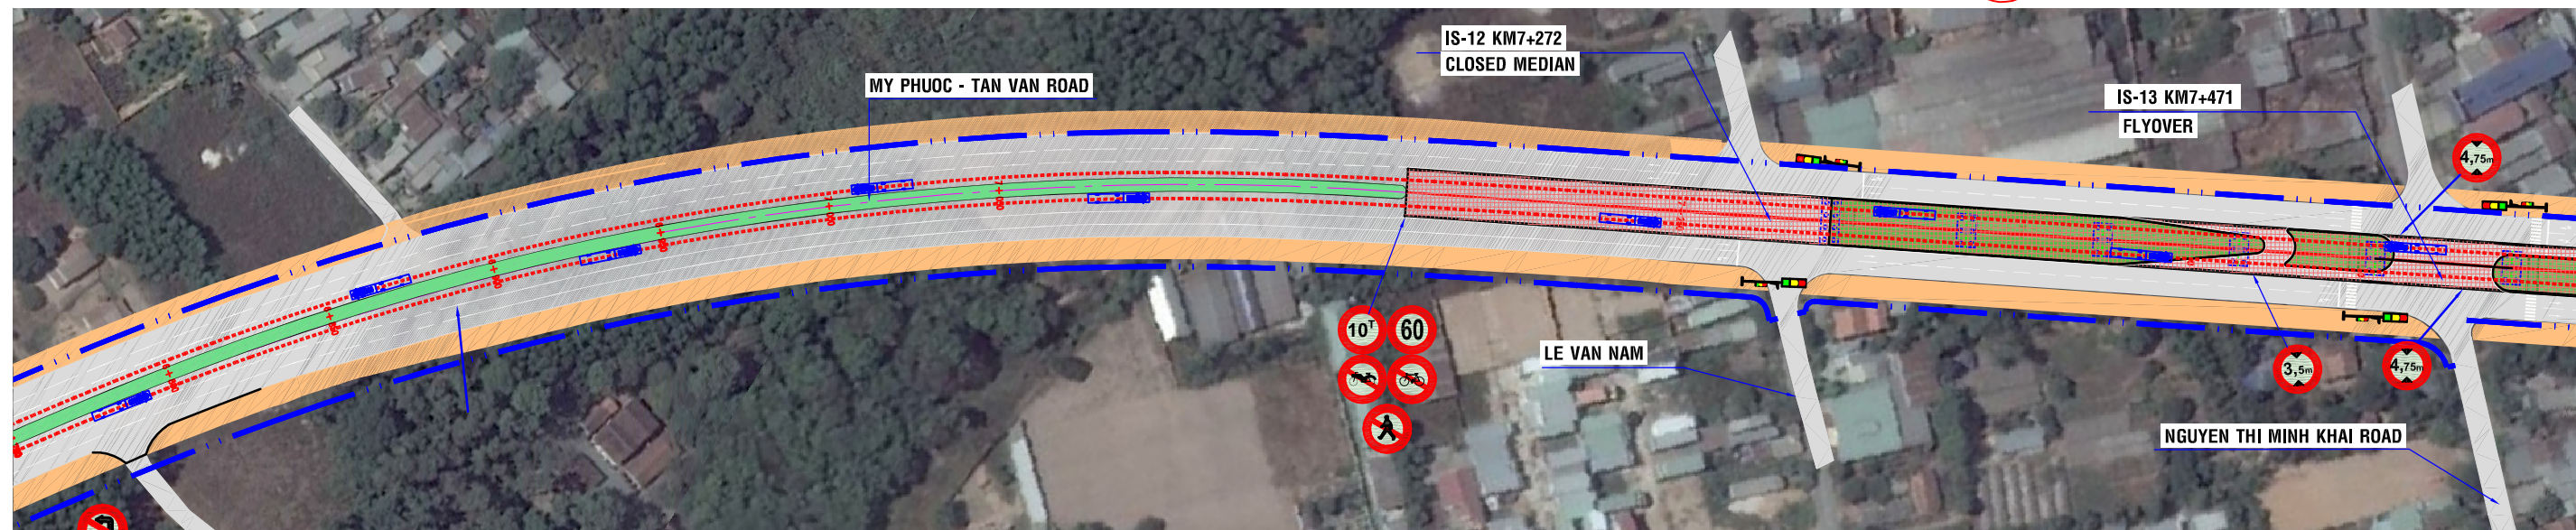 IS-12 KM7+272
CLOSED MEDIAN
MY PHUOC - TAN VAN ROAD
IS-13 KM7+471
FLYOVER
4,75m
10T
60
LE VAN NAM
3,5m
4,75m
NGUYEN THI MINH KHAI ROAD